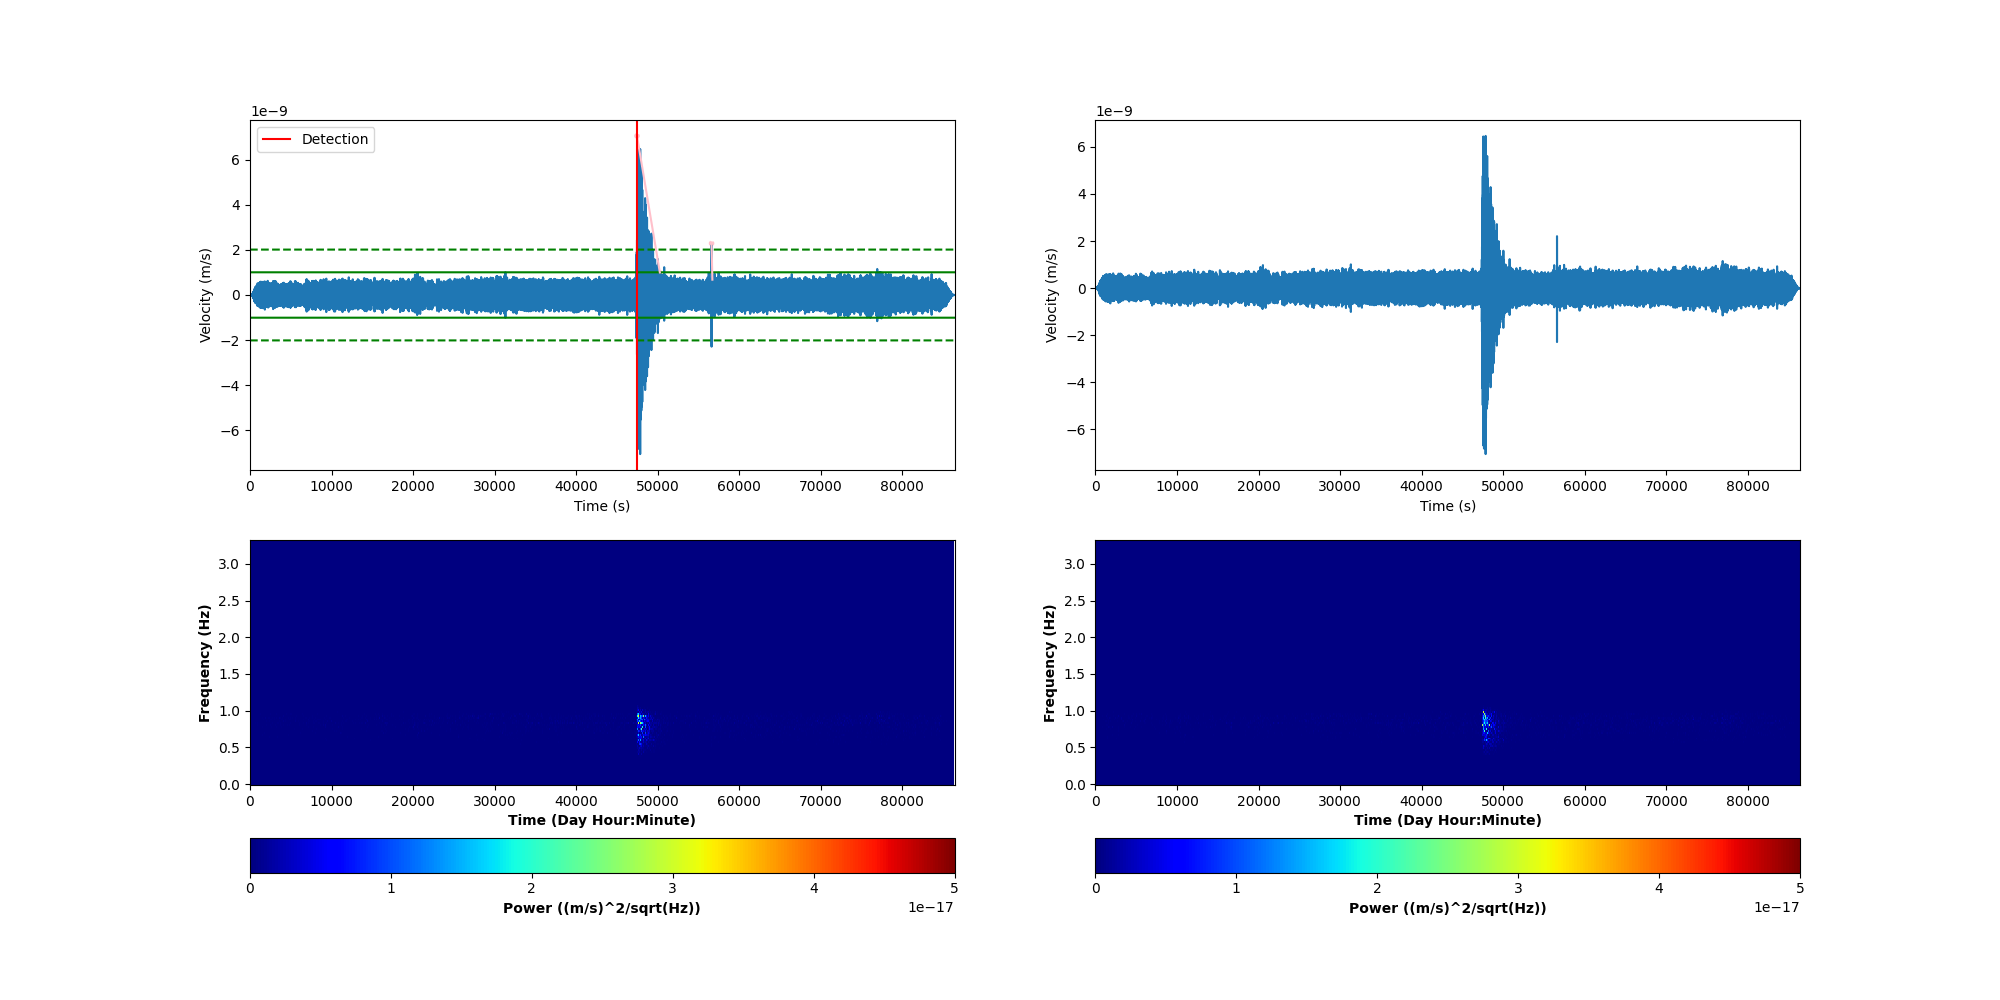 1e−9
Detection
6
4
2
0
−2
−4
−6
Velocity (m/s)
0 10000 20000 30000 40000 50000 60000 70000 80000
Time (s)
1e−9
6
4
2
0
−2
−4
−6
Velocity (m/s)
0 10000 20000 30000 40000 50000 60000 70000 80000
Time (s)
3.0
2.5
2.0
1.5
1.0
0.5
0.0
Frequency (Hz)
0 10000 20000 30000 40000 50000 60000 70000 80000
Time (Day Hour:Minute)
0 1 2 3 4 5
Power ((m/s)^2/sqrt(Hz))
1e−17
3.0
2.5
2.0
1.5
1.0
0.5
0.0
Frequency (Hz)
0 10000 20000 30000 40000 50000 60000 70000 80000
Time (Day Hour:Minute)
0 1 2 3 4 5
Power ((m/s)^2/sqrt(Hz))
1e−17